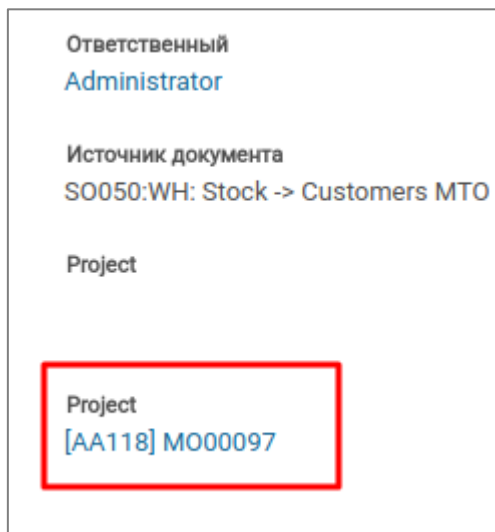 Ответственный
Administrator
Источник документа
SO050:WH: Stock -> Customers MTO
Project
Project
[AA118] MO00097